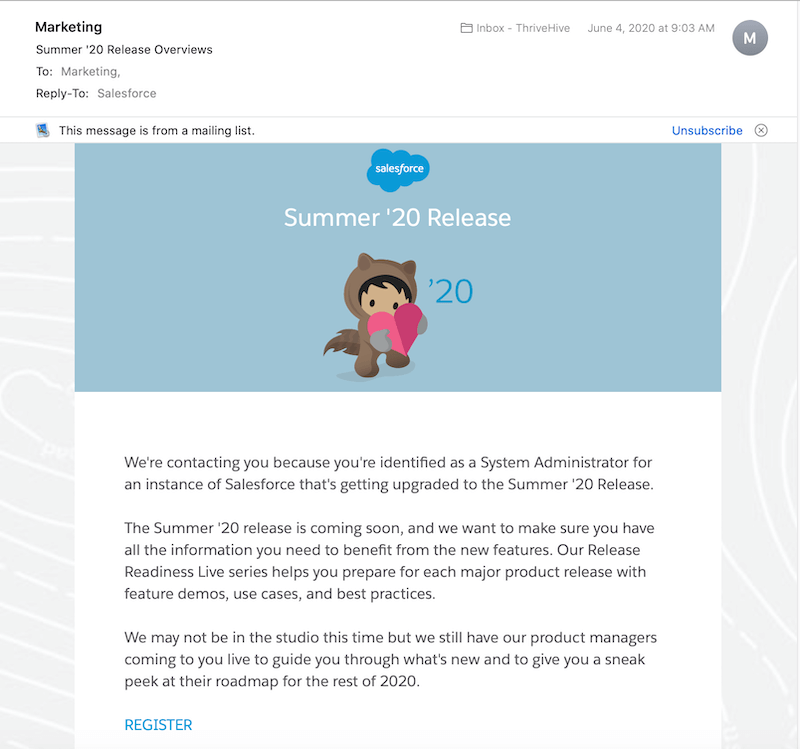 Marketing
Inbox - ThriveHive
June 4, 2020 at 9:03 AM
M
Summer '20 Release Overviews
To: Marketing,
Reply-To: Salesforce
This message is from a mailing list.
Unsubscribe
salesforce
Summer '20 Release
’20
We're contacting you because you're identified as a System Administrator for
an instance of Salesforce that's getting upgraded to the Summer '20 Release.
The Summer '20 release is coming soon, and we want to make sure you have
all the information you need to benefit from the new features. Our Release
Readiness Live series helps you prepare for each major product release with
feature demos, use cases, and best practices.
We may not be in the studio this time but we still have our product managers
coming to you live to guide you through what's new and to give you a sneak
peek at their roadmap for the rest of 2020.
REGISTER